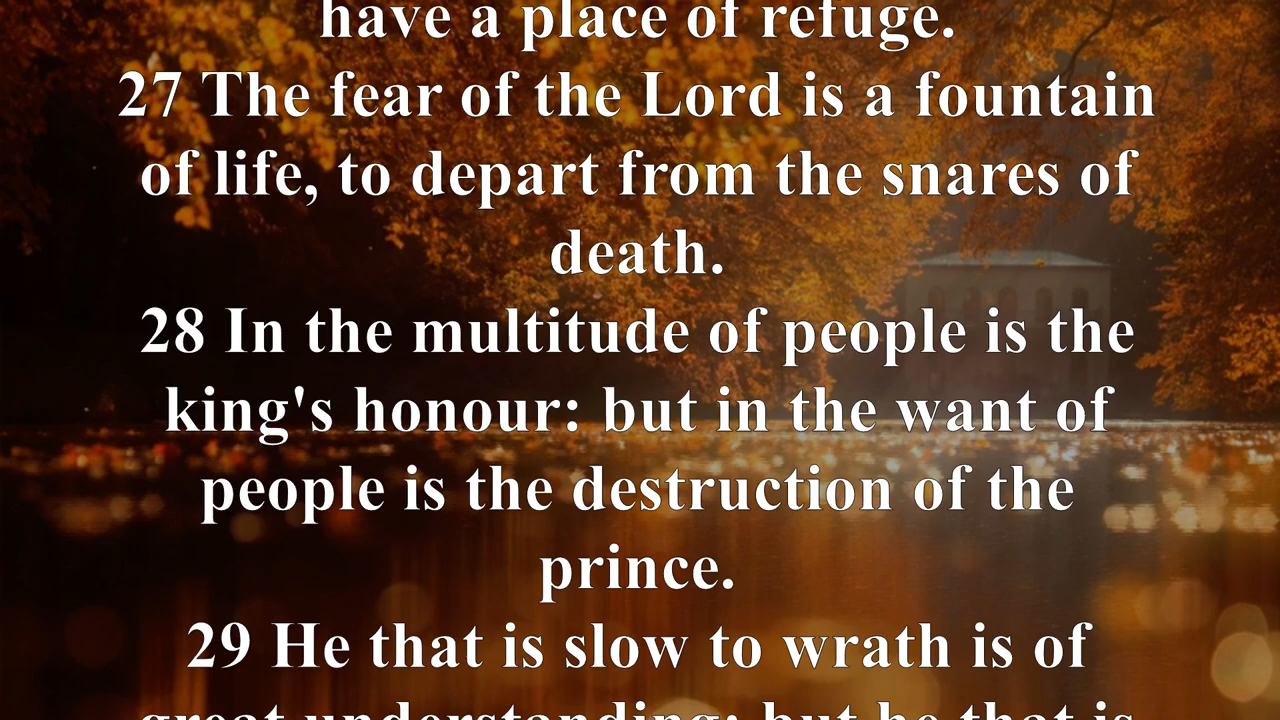 have a place of refuge.
27 The fear of the Lord is a fountain
of life, to depart from the snares of
death.
28 In the multitude of people is the
king's honour: but in the want of
people is the destruction of the
prince.
29 He that is slow to wrath is of
great understanding: but he that is